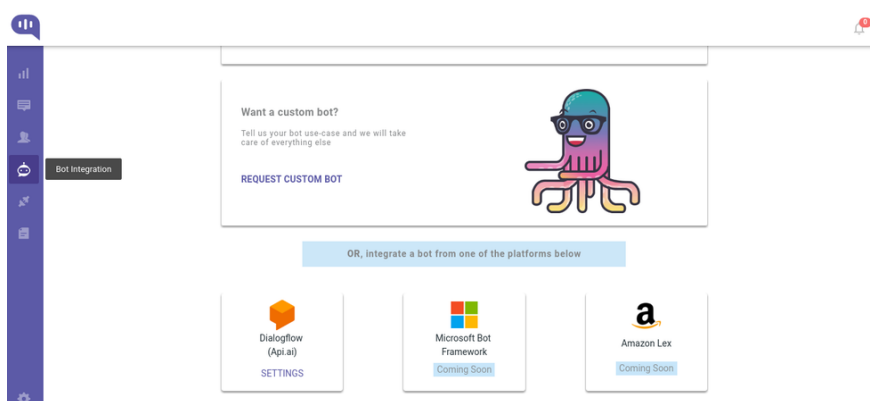 0
Want a custom bot?
Tell us your bot use-case and we will take
care of everything else
Bot Integration
REQUEST CUSTOM BOT
OR, integrate a bot from one of the platforms below
Dialogflow
(Api.ai)
SETTINGS
Microsoft Bot
Framework
Coming Soon
a
Amazon Lex
Coming Soon